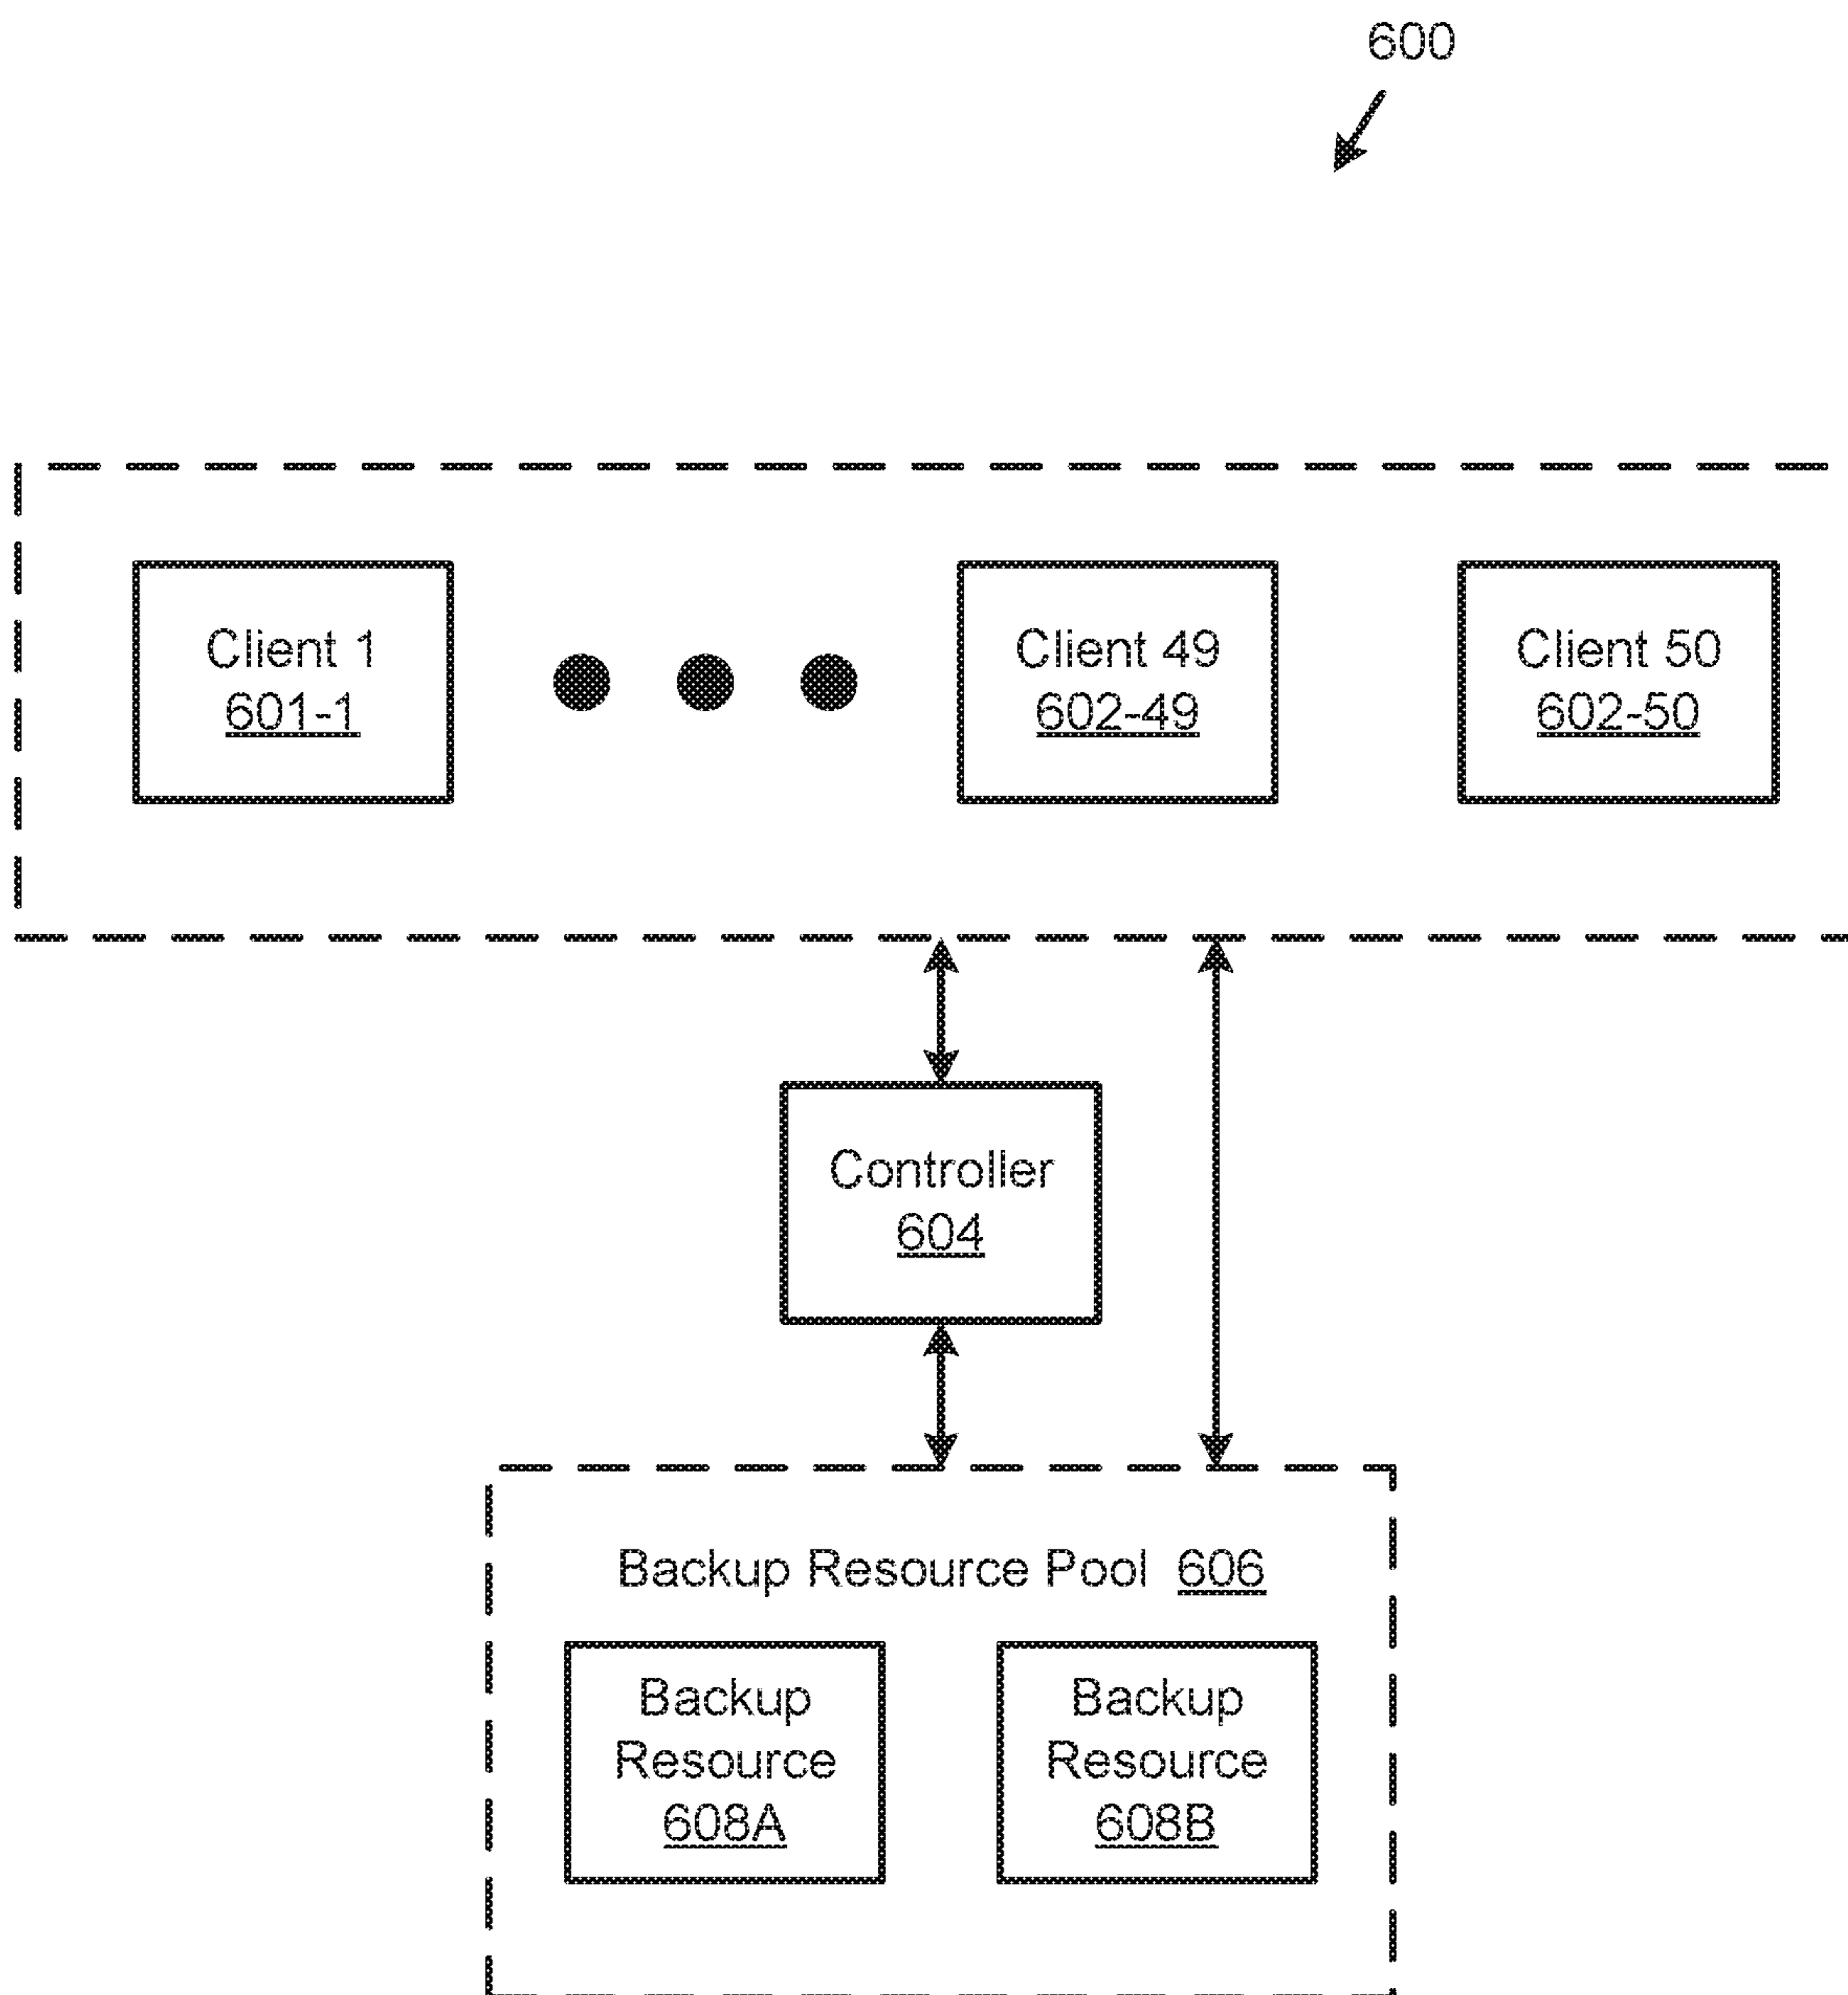 600
Client 1
601-1
Client 49
602-49
Client 50
602-50
Controller
604
Backup Resource Pool 606
Backup
Resource
608A
Backup
Resource
608B